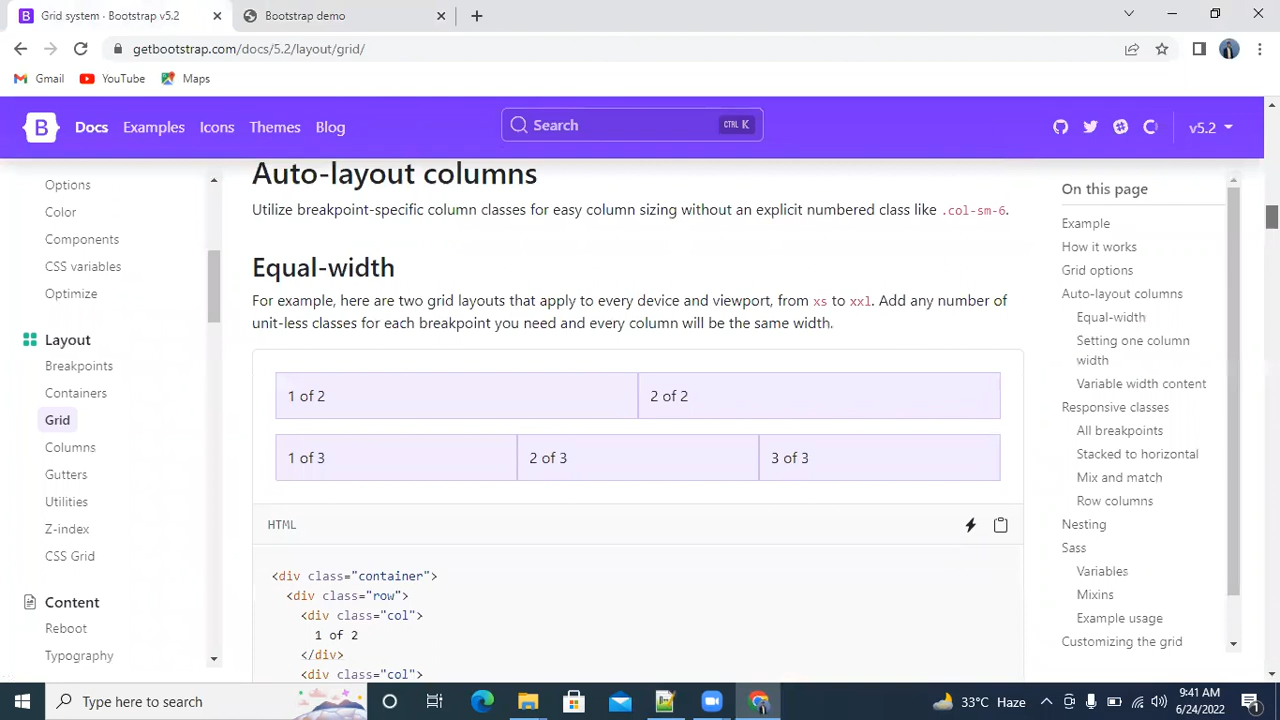 Grid system · Bootstrap v5.2
Bootstrap demo
getbootstrap.com/docs/5.2/layout/grid/
Gmail
YouTube
Maps
B
Docs
Examples
Icons
Themes
Blog
Search
CTRL K
v5.2
Options
Color
Components
CSS variables
Optimize
Layout
Breakpoints
Containers
Grid
Columns
Gutters
Utilities
Z-index
CSS Grid
Content
Reboot
Typography
Auto-layout columns
Utilize breakpoint-specific column classes for easy column sizing without an explicit numbered class like .col-sm-6.
Equal-width
For example, here are two grid layouts that apply to every device and viewport, from xs to xxl. Add any number of
unit-less classes for each breakpoint you need and every column will be the same width.
1 of 2
2 of 2
1 of 3
2 of 3
3 of 3
HTML
<div class="container">
<div class="row">
<div class="col">
1 of 2
</div>
<div class="col">
On this page
Example
How it works
Grid options
Auto-layout columns
Equal-width
Setting one column
width
Variable width content
Responsive classes
All breakpoints
Stacked to horizontal
Mix and match
Row columns
Nesting
Sass
Variables
Mixins
Example usage
Customizing the grid
Type here to search
33°C Haze
9:41 AM
6/24/2022
1